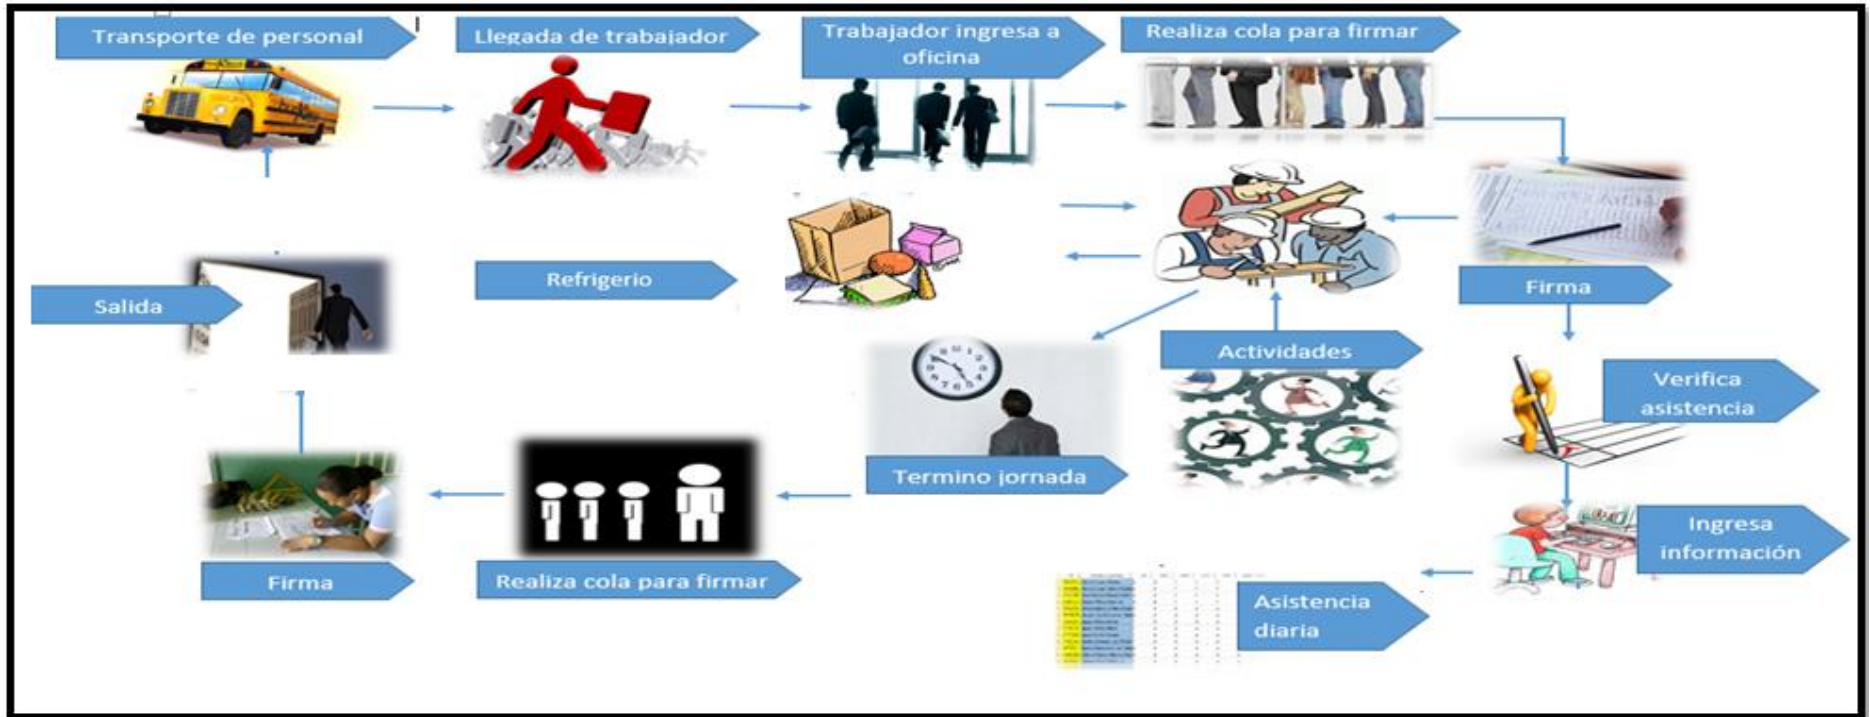 Transporte de personal
Llegada de trabajador
Trabajador ingresa a
oficina
Realiza cola para firmar
Salida
Refrigerio
Firma
Actividades
Verifica
asistencia
Termino jornada
Ingresa
información
Firma
Realiza cola para firmar
Asistencia
diaria